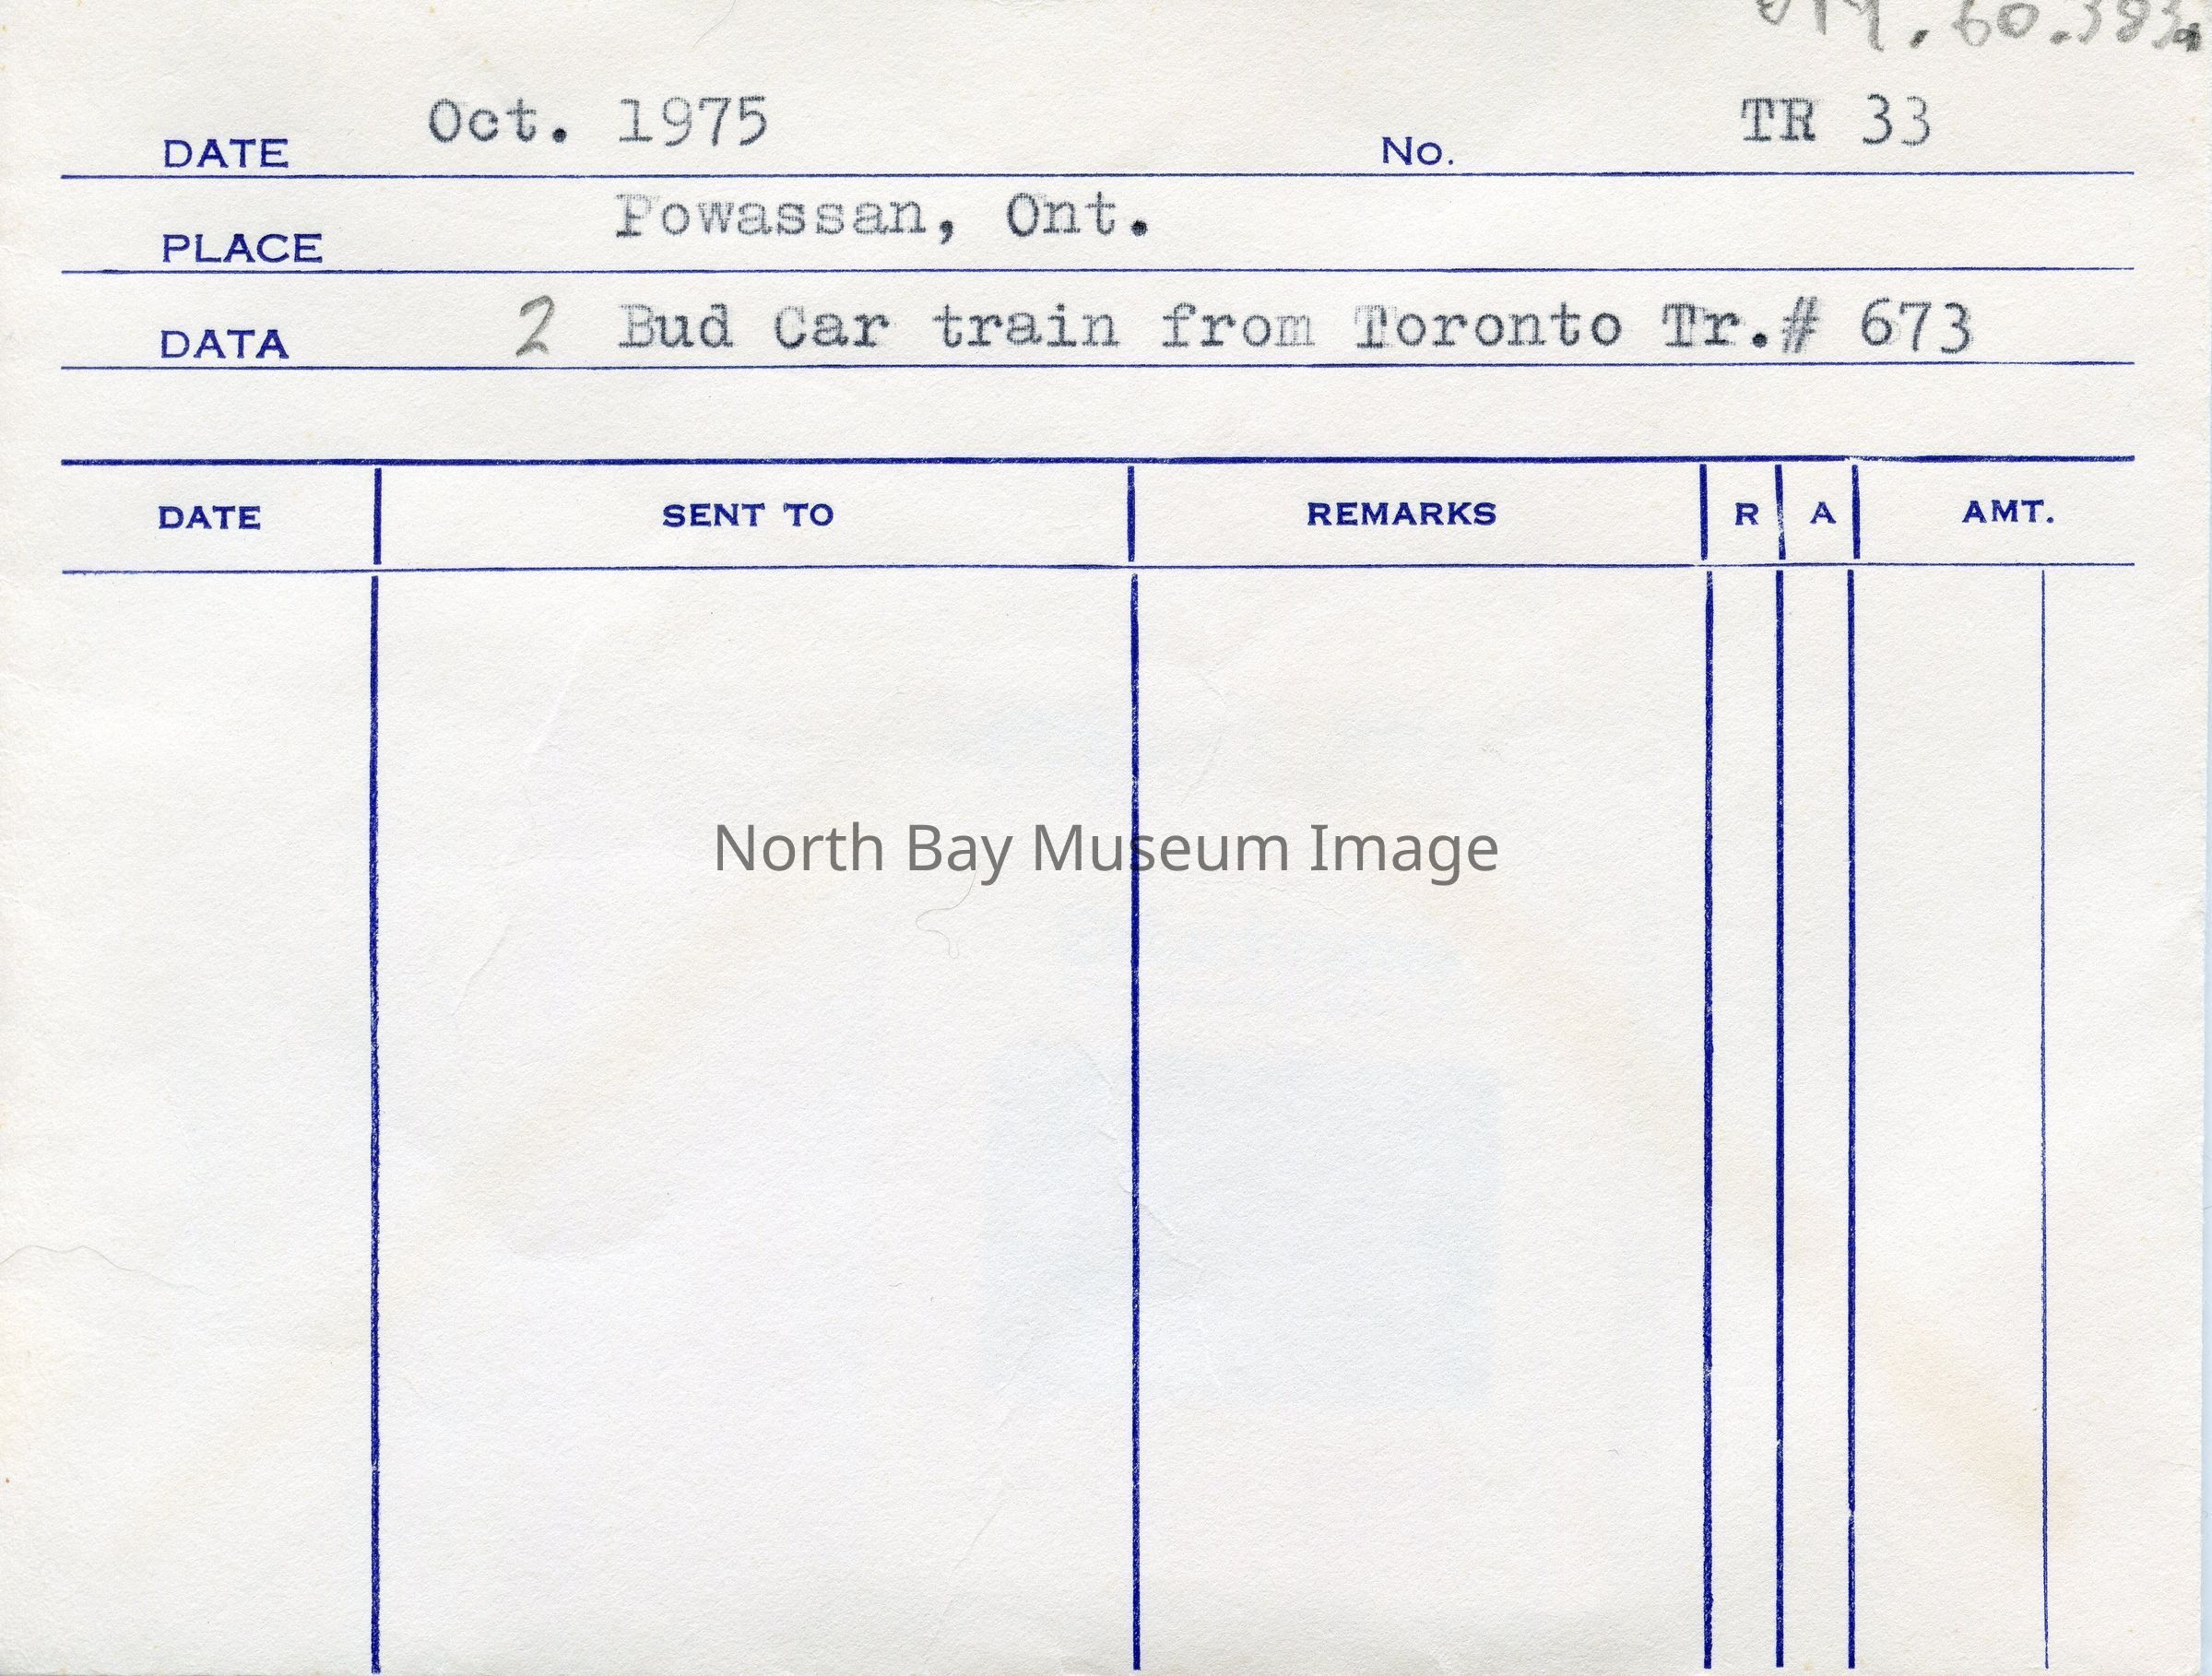 DATE Oct. 1975 No. TR 33
PLACE Powassan, Ont.
DATA 2 Bud Car train from Toronto Tr.# 673
DATE SENT TO REMARKS R A AMT.
North Bay Museum Image